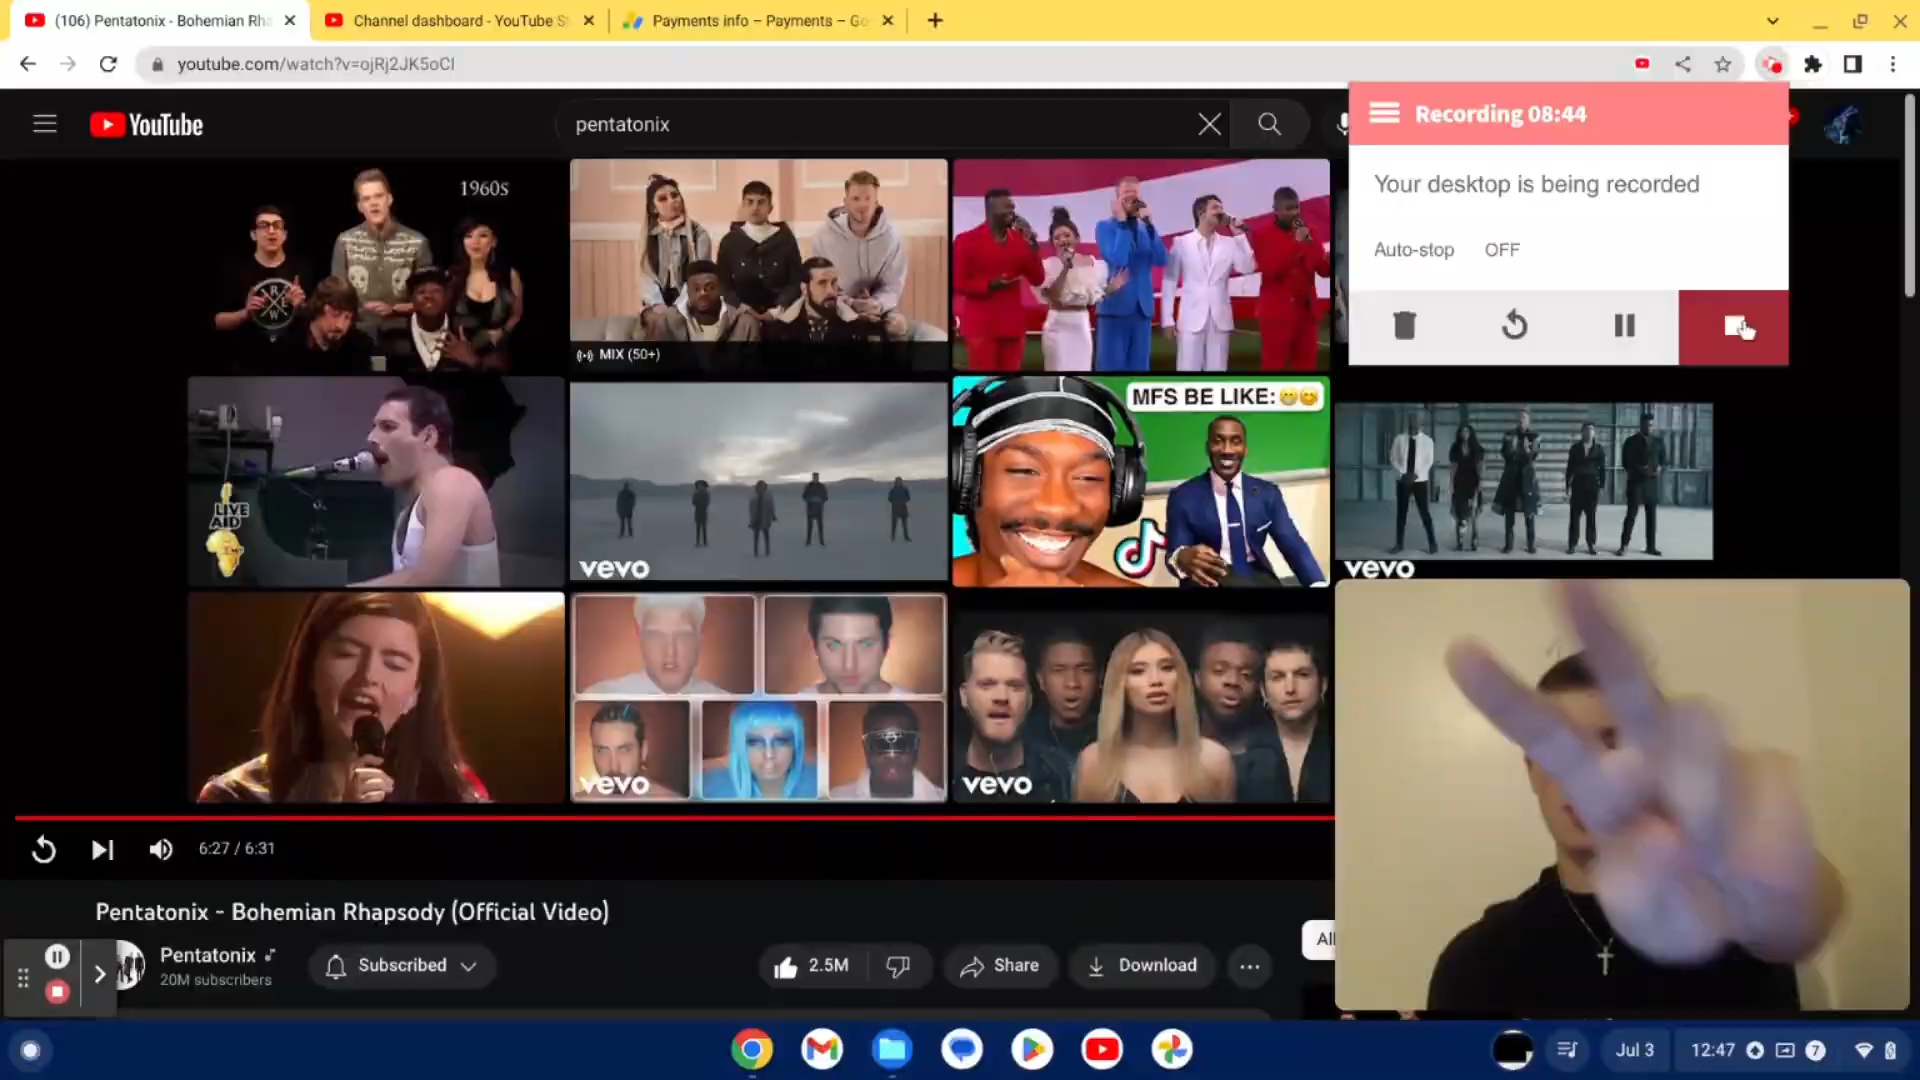 (106) Pentatonix - Bohemian Rha
Channel dashboard - YouTube S
Payments info – Payments – Go
youtube.com/watch?v=ojRj2JK5oCI
YouTube
pentatonix
Recording 08:44
Your desktop is being recorded
Auto-stop OFF
1960s
MIX (50+)
LIVE
AID
vevo
MFS BE LIKE:
vevo
vevo
vevo
6:27 / 6:31
Pentatonix - Bohemian Rhapsody (Official Video)
All
Pentatonix
20M subscribers
Subscribed
2.5M
Share
Download
Jul 3
12:47
7